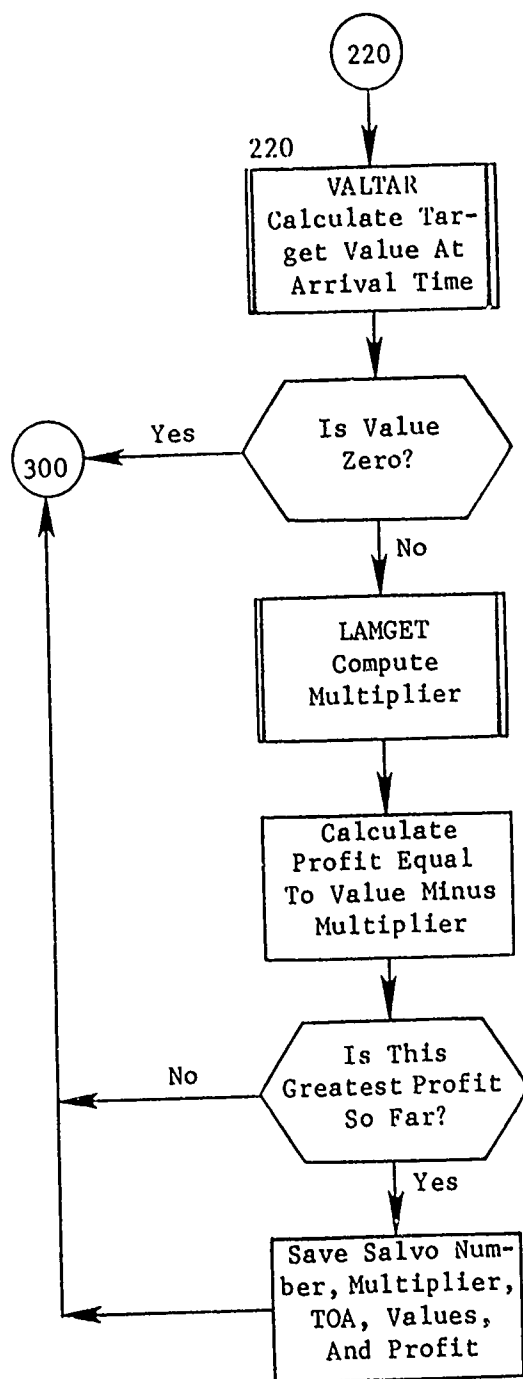 220
220
VALTAR
Calculate Tar-
get Value At
Arrival Time
Is Value
Zero?
Yes
300
No
LAMGET
Compute
Multiplier
Calculate
Profit Equal
To Value Minus
Multiplier
Is This
Greatest Profit
So Far?
No
Yes
Save Salvo Num-
ber, Multiplier,
TOA, Values,
And Profit